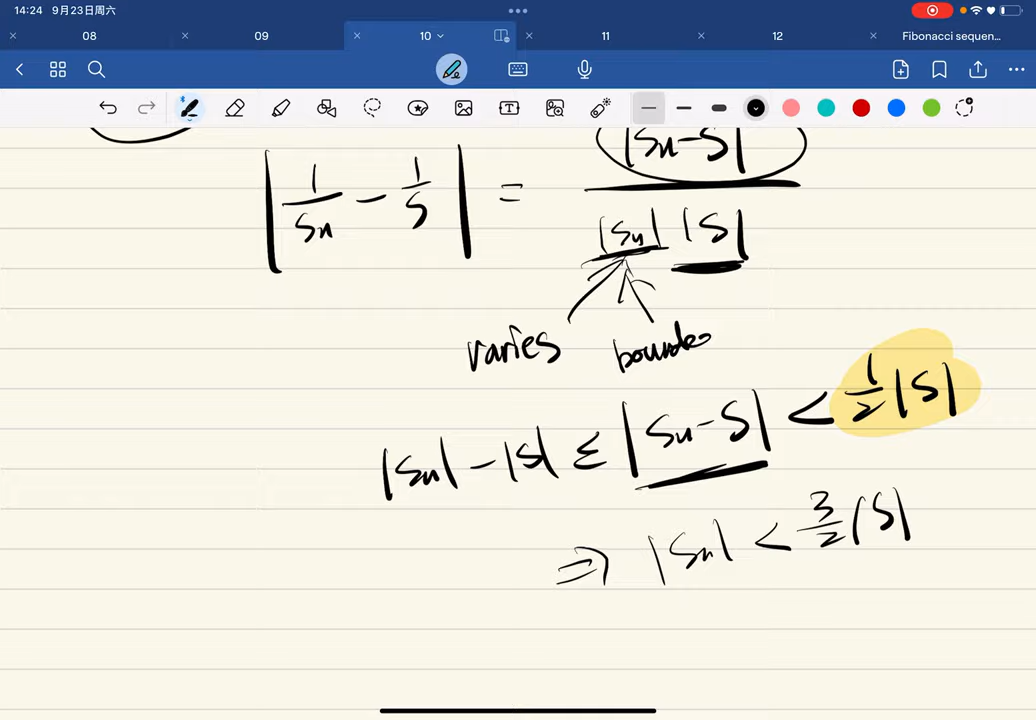 14:24 9月23日周六
08 09 10 11 12 Fibonacci sequen...
|Sn-S|
|1/Sn - 1/S| = 
|Sn| |S|
varies bounded
|Sn| - |S| ≤ |Sn-S| < 1/2 |S|
⇒ |Sn| < 3/2 |S|